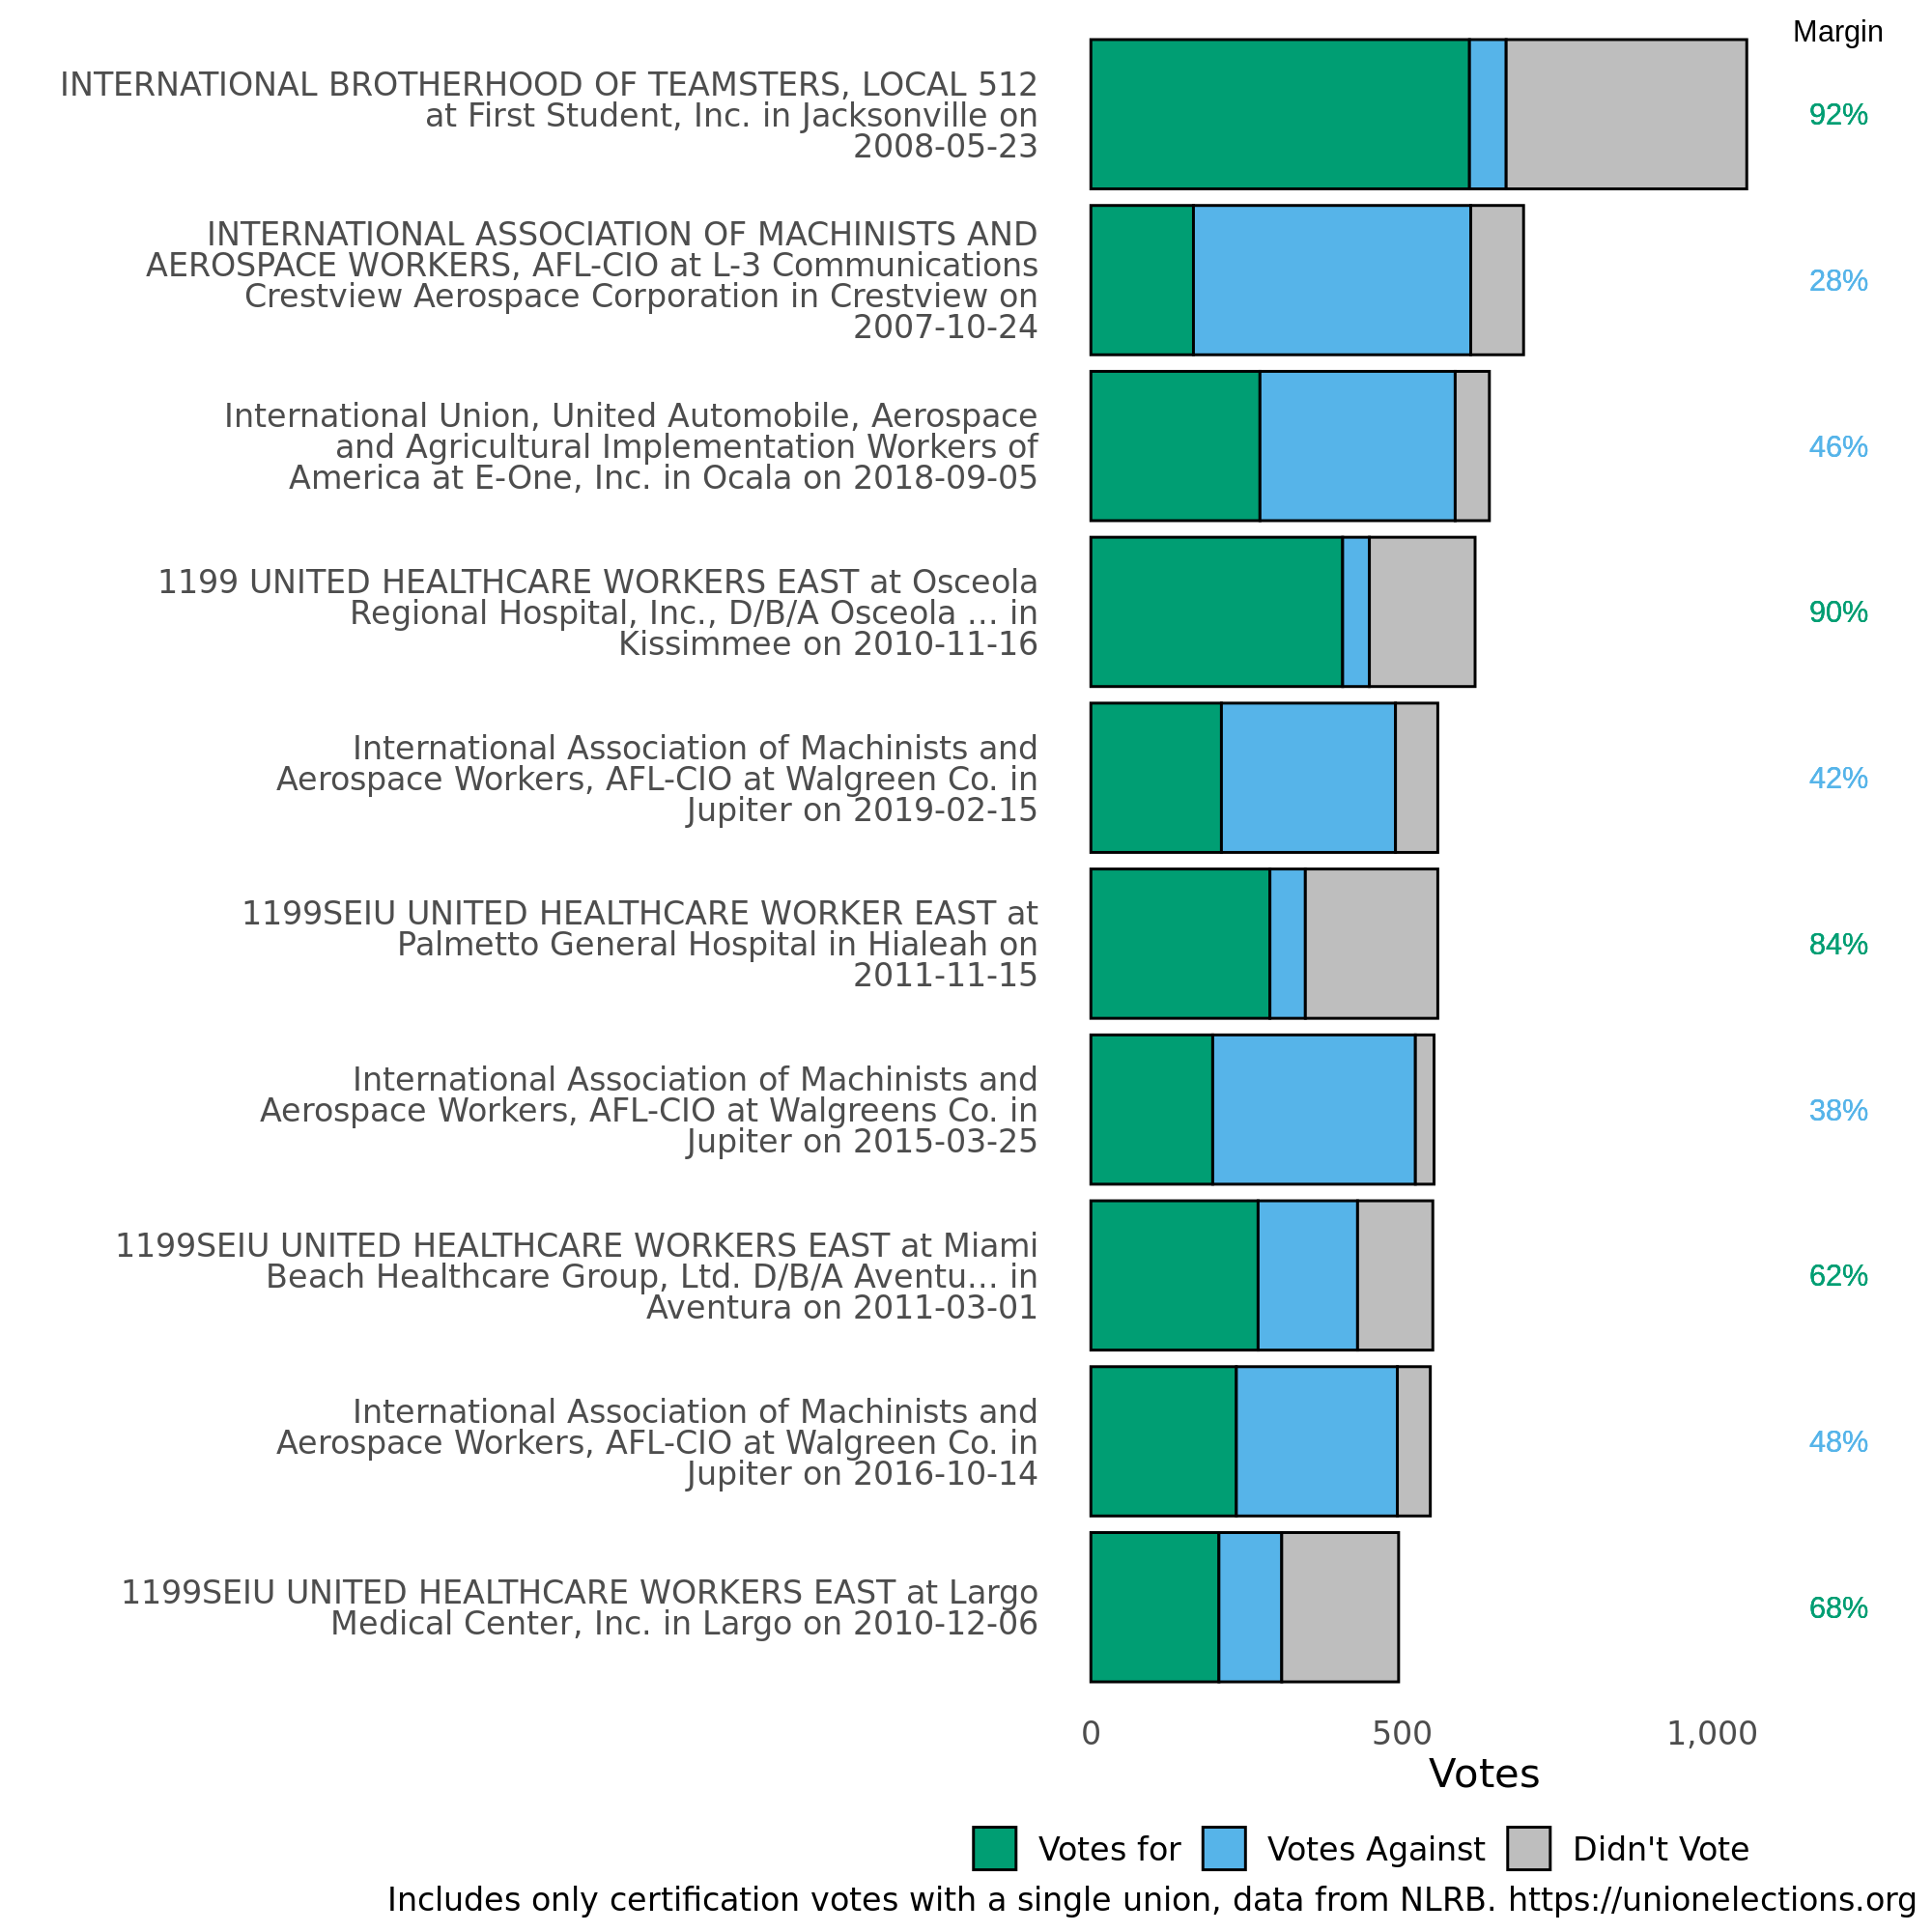 Margin
INTERNATIONAL BROTHERHOOD OF TEAMSTERS, LOCAL 512
at First Student, Inc. in Jacksonville on
2008-05-23
92%
INTERNATIONAL ASSOCIATION OF MACHINISTS AND
AEROSPACE WORKERS, AFL-CIO at L-3 Communications
Crestview Aerospace Corporation in Crestview on
2007-10-24
28%
International Union, United Automobile, Aerospace
and Agricultural Implementation Workers of
America at E-One, Inc. in Ocala on 2018-09-05
46%
1199 UNITED HEALTHCARE WORKERS EAST at Osceola
Regional Hospital, Inc., D/B/A Osceola ... in
Kissimmee on 2010-11-16
90%
International Association of Machinists and
Aerospace Workers, AFL-CIO at Walgreen Co. in
Jupiter on 2019-02-15
42%
1199SEIU UNITED HEALTHCARE WORKER EAST at
Palmetto General Hospital in Hialeah on
2011-11-15
84%
International Association of Machinists and
Aerospace Workers, AFL-CIO at Walgreens Co. in
Jupiter on 2015-03-25
38%
1199SEIU UNITED HEALTHCARE WORKERS EAST at Miami
Beach Healthcare Group, Ltd. D/B/A Aventu... in
Aventura on 2011-03-01
62%
International Association of Machinists and
Aerospace Workers, AFL-CIO at Walgreen Co. in
Jupiter on 2016-10-14
48%
1199SEIU UNITED HEALTHCARE WORKERS EAST at Largo
Medical Center, Inc. in Largo on 2010-12-06
68%
0 500 1,000
Votes
Votes for Votes Against Didn't Vote
Includes only certification votes with a single union, data from NLRB. https://unionelections.org